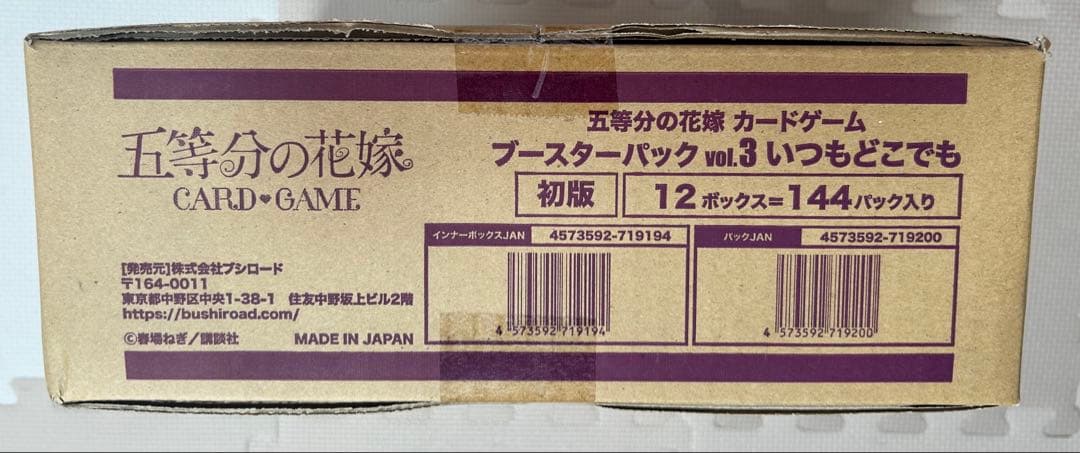 五等分の花嫁
CARD♥GAME
五等分の花嫁 カードゲーム
ブースターパック vol.3 いつもどこでも
初版
12ボックス=144パック入り
インナーボックスJAN 4573592-719194
4 573592 719194
パックJAN 4573592-719200
4 573592 719200
[発売元]株式会社ブシロード
〒164-0011
東京都中野区中央1-38-1 住友中野坂上ビル2階
https://bushiroad.com/
©春場ねぎ／講談社 MADE IN JAPAN